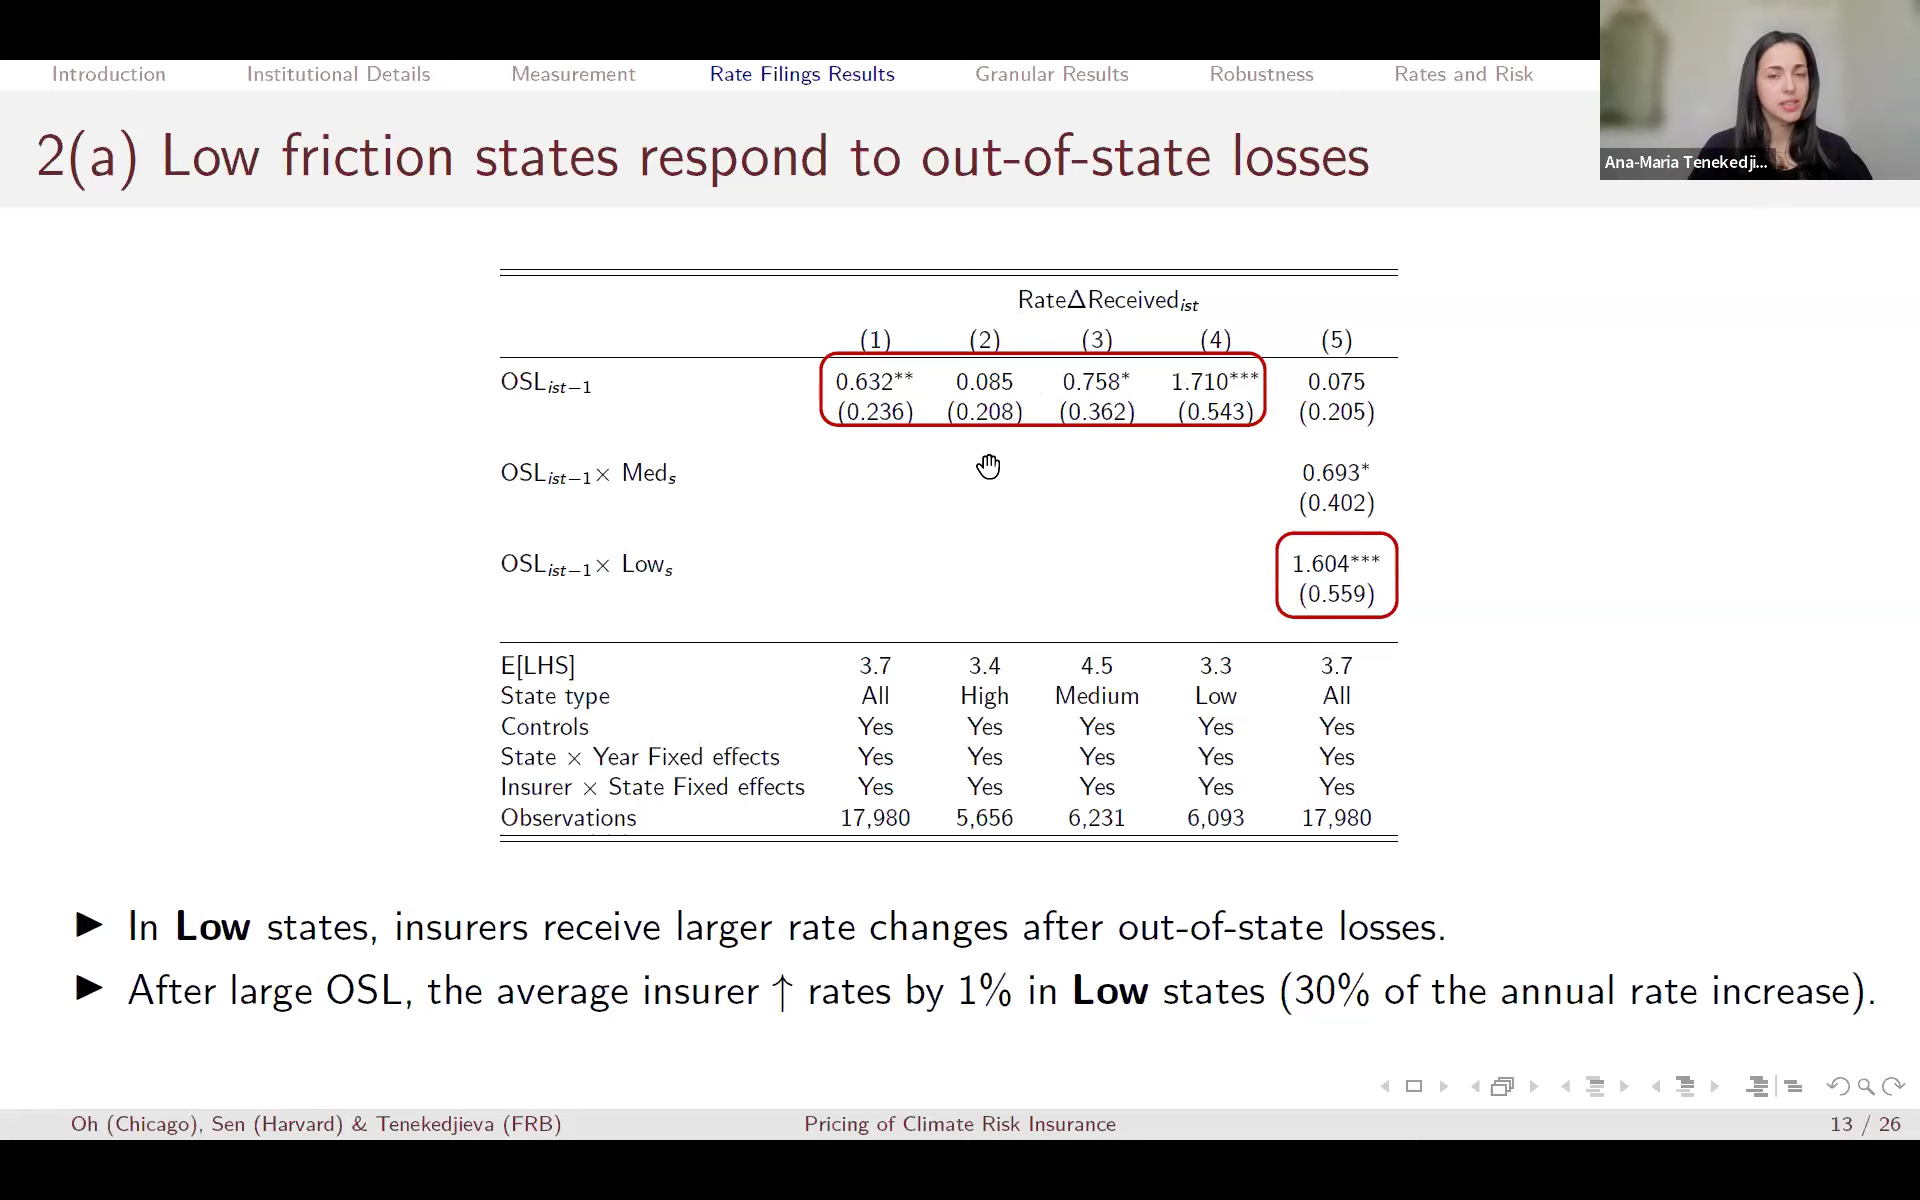 Introduction Institutional Details Measurement Rate Filings Results Granular Results Robustness Rates and Risk
2(a) Low friction states respond to out-of-state losses
Ana-Maria Tenekedji...
RateΔReceived_ist
(1) (2) (3) (4) (5)
OSL_ist−1 0.632** 0.085 0.758* 1.710*** 0.075
(0.236) (0.208) (0.362) (0.543) (0.205)
OSL_ist−1× Med_s 0.693*
(0.402)
OSL_ist−1× Low_s 1.604***
(0.559)
E[LHS] 3.7 3.4 4.5 3.3 3.7
State type All High Medium Low All
Controls Yes Yes Yes Yes Yes
State × Year Fixed effects Yes Yes Yes Yes Yes
Insurer × State Fixed effects Yes Yes Yes Yes Yes
Observations 17,980 5,656 6,231 6,093 17,980
▶ In Low states, insurers receive larger rate changes after out-of-state losses.
▶ After large OSL, the average insurer ↑ rates by 1% in Low states (30% of the annual rate increase).
Oh (Chicago), Sen (Harvard) & Tenekedjieva (FRB) Pricing of Climate Risk Insurance 13 / 26